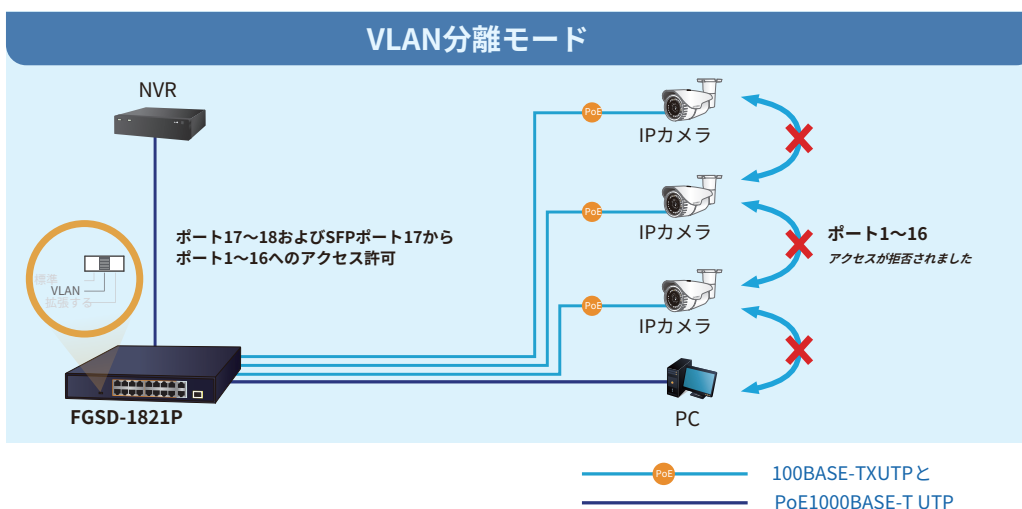 VLAN分離モード
NVR
PoE
IPカメラ
ポート17～18およびSFPポート17から
ポート1～16へのアクセス許可
PoE
IPカメラ
ポート1～16
アクセスが拒否されました
標準
VLAN
拡張する
PoE
IPカメラ
FGSD-1821P
PC
PoE
100BASE-TXUTPと
PoE1000BASE-T UTP